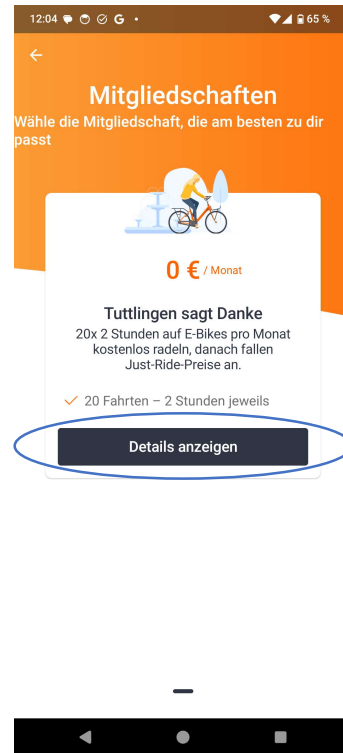 12:04 G • 65 %
Mitgliedschaften
Wähle die Mitgliedschaft, die am besten zu dir
passt
0 € / Monat
Tuttlingen sagt Danke
20x 2 Stunden auf E-Bikes pro Monat
kostenlos radeln, danach fallen
Just-Ride-Preise an.
20 Fahrten – 2 Stunden jeweils
Details anzeigen